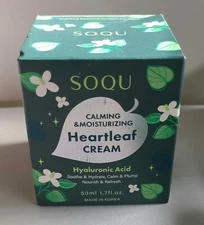 SOQU
CALMING
&MOISTURIZING
Heartleaf
CREAM
Hyaluronic Acid
Soothe & Hydrate, Calm & Plump
Nourish & Refresh
50ml 1.7fl.oz.
MADE IN KOREA